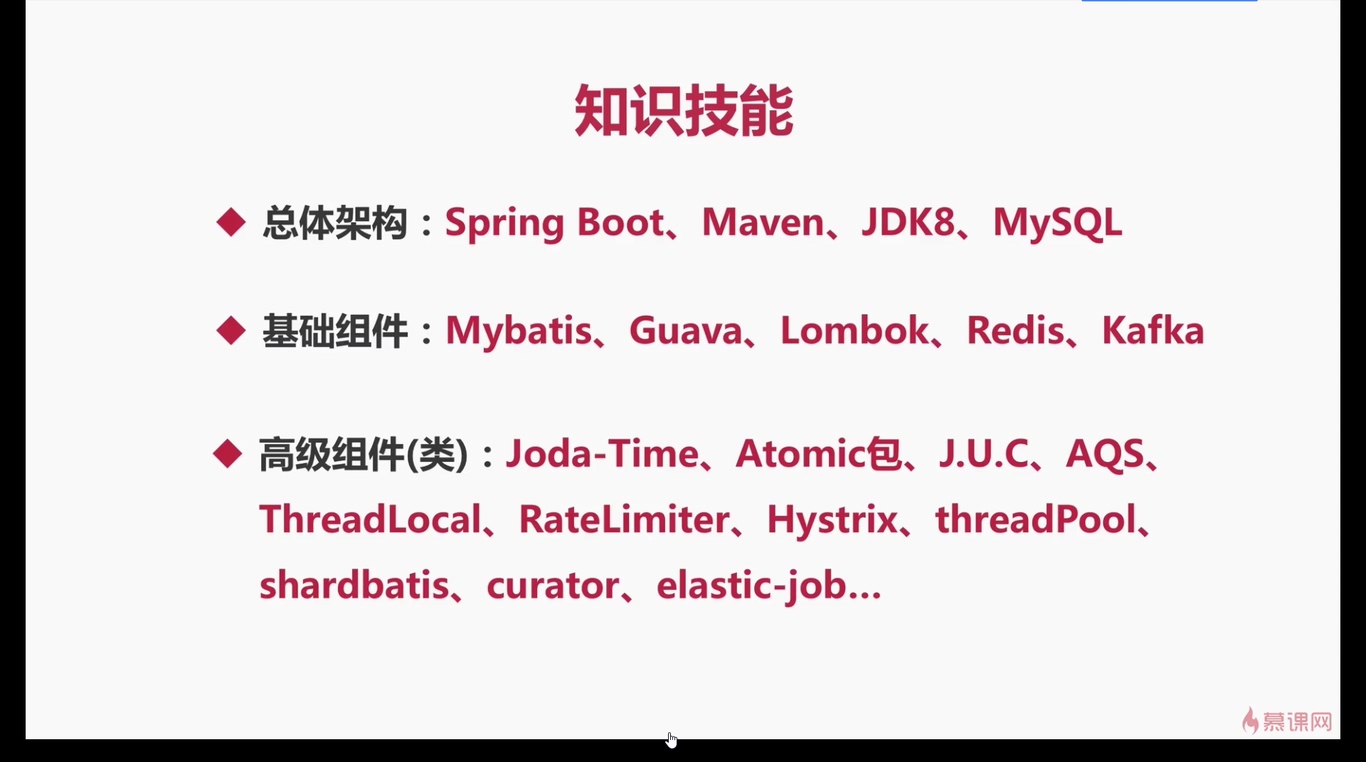 知识技能
◆ 总体架构：Spring Boot、Maven、JDK8、MySQL
◆ 基础组件：Mybatis、Guava、Lombok、Redis、Kafka
◆ 高级组件(类)：Joda-Time、Atomic包、J.U.C、AQS、
ThreadLocal、RateLimiter、Hystrix、threadPool、
shardbatis、curator、elastic-job…
慕课网